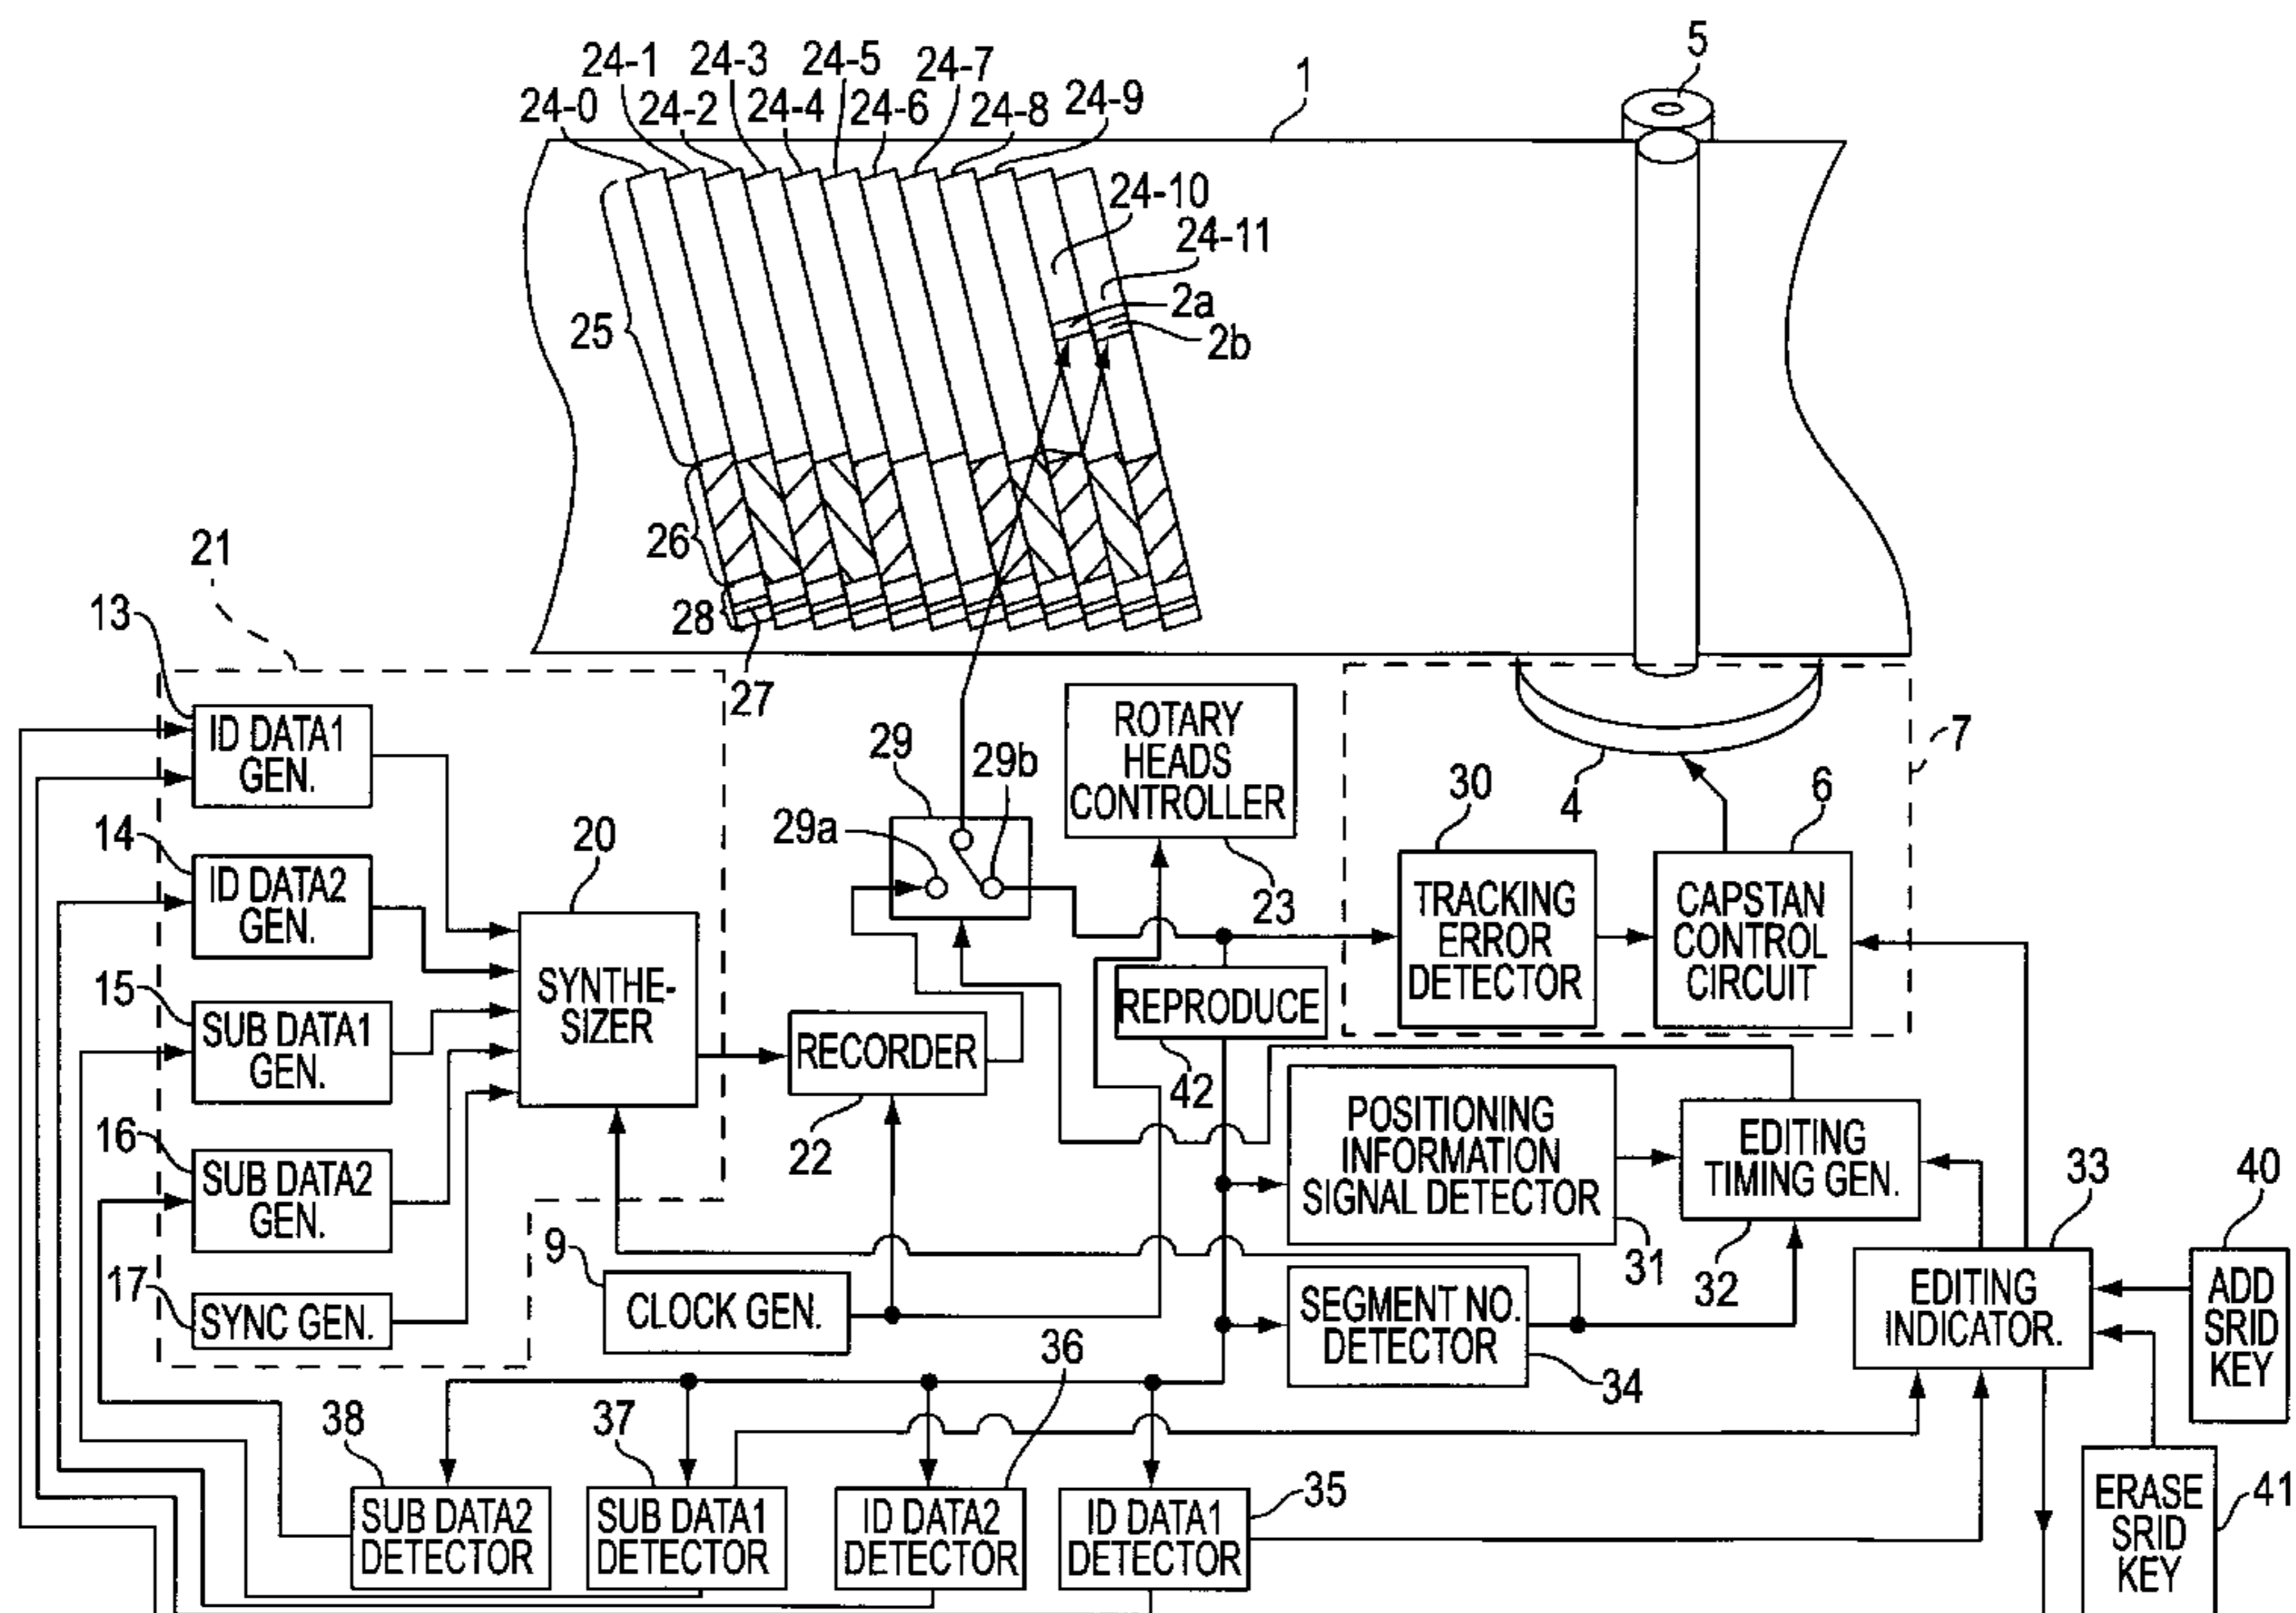 5
24-1
24-3
24-5
24-7
1
24-0
24-2
24-4
24-6
24-8
24-9
24-10
24-11
2a
2b
25
26
28
27
21
13
ID DATA1
GEN.
14
ID DATA2
GEN.
15
SUB DATA1
GEN.
16
SUB DATA2
GEN.
17
SYNC GEN.
20
SYNTHE-
SIZER
29
29a
29b
ROTARY
HEADS
CONTROLLER
23
7
4
30
TRACKING
ERROR
DETECTOR
6
CAPSTAN
CONTROL
CIRCUIT
RECORDER
22
REPRODUCE
42
POSITIONING
INFORMATION
SIGNAL DETECTOR
31
EDITING
TIMING GEN.
32
33
EDITING
INDICATOR.
40
ADD
SRID
KEY
9
CLOCK GEN.
SEGMENT NO.
DETECTOR
34
38
SUB DATA2
DETECTOR
37
SUB DATA1
DETECTOR
36
ID DATA2
DETECTOR
35
ID DATA1
DETECTOR
ERASE
SRID
KEY
41